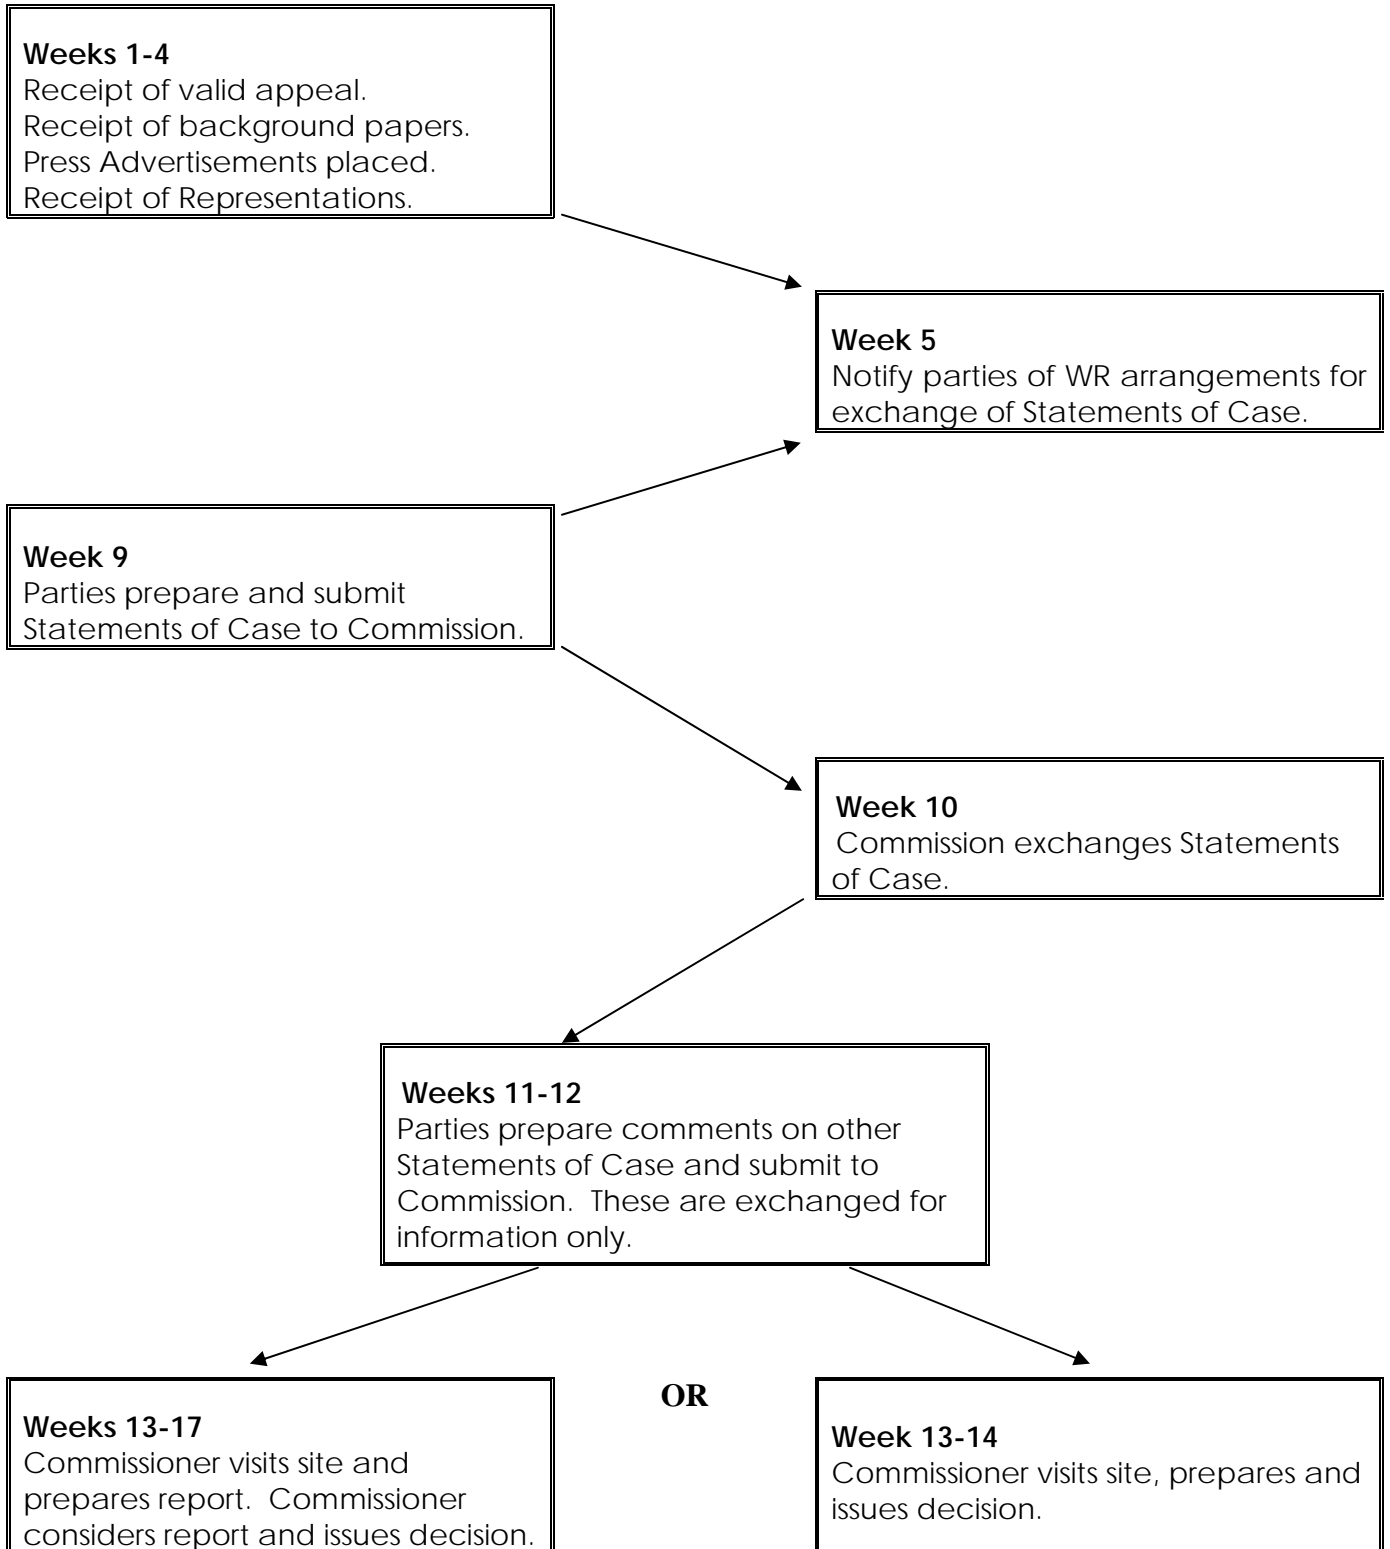 Weeks 1-4
Receipt of valid appeal.
Receipt of background papers.
Press Advertisements placed.
Receipt of Representations.
Week 5
Notify parties of WR arrangements for
exchange of Statements of Case.
Week 9
Parties prepare and submit
Statements of Case to Commission.
Week 10
Commission exchanges Statements
of Case.
Weeks 11-12
Parties prepare comments on other
Statements of Case and submit to
Commission. These are exchanged for
information only.
Weeks 13-17
Commissioner visits site and
prepares report. Commissioner
considers report and issues decision.
OR
Week 13-14
Commissioner visits site, prepares and
issues decision.